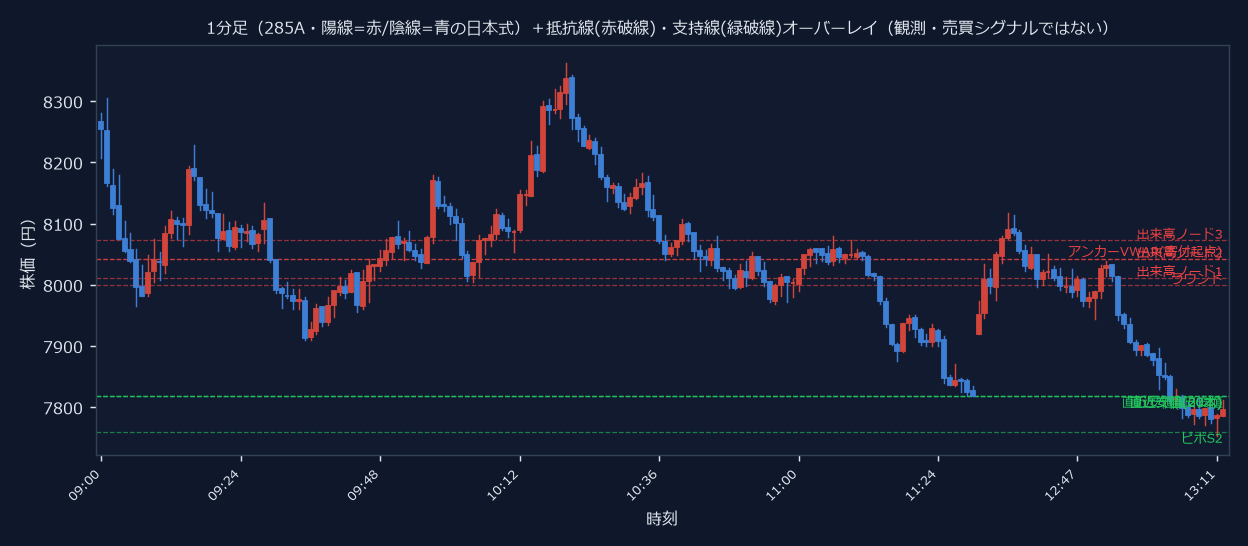 1分足（285A・陽線=赤/陰線=青の日本式）＋抵抗線(赤破線)・支持線(緑破線)オーバーレイ（観測・売買シグナルではない）
株価（円）
8300
8200
8100
8000
7900
7800
出来高ノード3
アンカーVWAP(寄付起点)
出来高ノード1
ラウンド
ピボS2
09:00
09:24
09:48
10:12
10:36
11:00
11:24
12:47
13:11
時刻